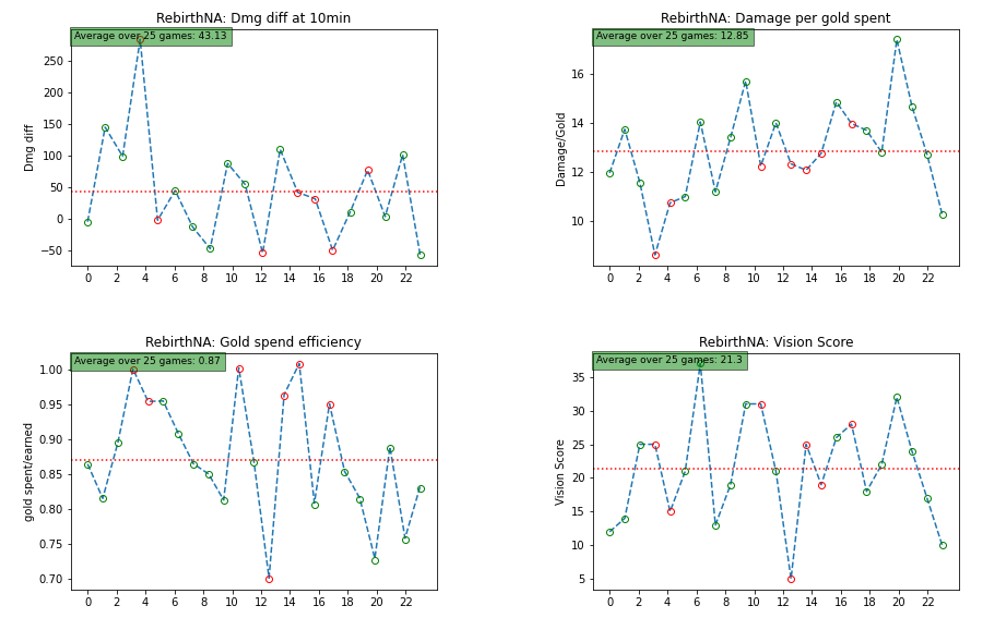 RebirthNA: Dmg diff at 10min
Average over 25 games: 43.13
Dmg diff
250
200
150
100
50
0
−50
0 2 4 6 8 10 12 14 16 18 20 22
RebirthNA: Damage per gold spent
Average over 25 games: 12.85
Damage/Gold
16
14
12
10
0 2 4 6 8 10 12 14 16 18 20 22
RebirthNA: Gold spend efficiency
Average over 25 games: 0.87
gold spent/earned
1.00
0.95
0.90
0.85
0.80
0.75
0.70
0 2 4 6 8 10 12 14 16 18 20 22
RebirthNA: Vision Score
Average over 25 games: 21.3
Vision Score
35
30
25
20
15
10
5
0 2 4 6 8 10 12 14 16 18 20 22